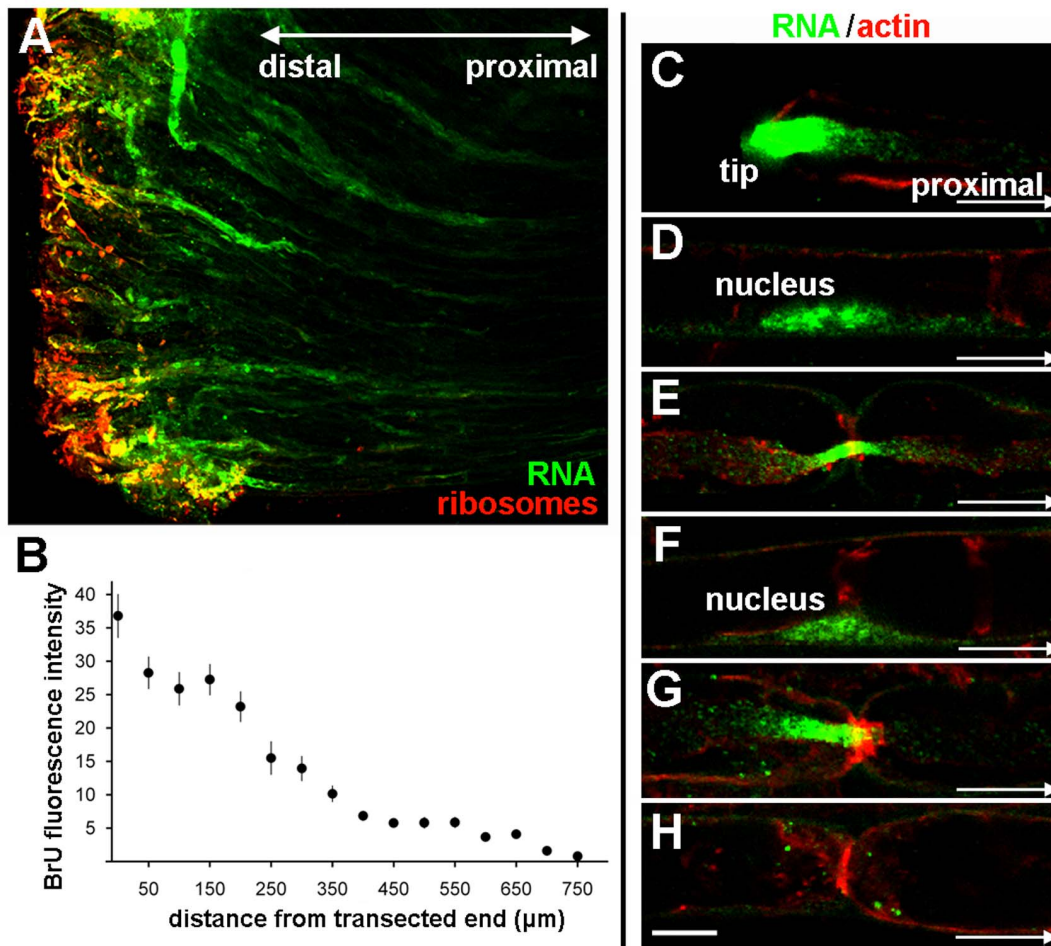 A
distal proximal
RNA
ribosomes
B
BrU fluorescence intensity
40
35
30
25
20
15
10
5
50 150 250 350 450 550 650 750
distance from transected end (µm)
RNA/actin
C
tip
proximal
D
nucleus
E
F
nucleus
G
H